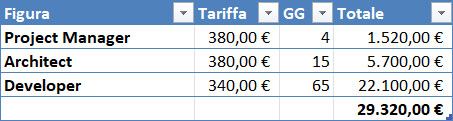 Figura Tariffa GG Totale
Project Manager 380,00 € 4 1.520,00 €
Architect 380,00 € 15 5.700,00 €
Developer 340,00 € 65 22.100,00 €
29.320,00 €